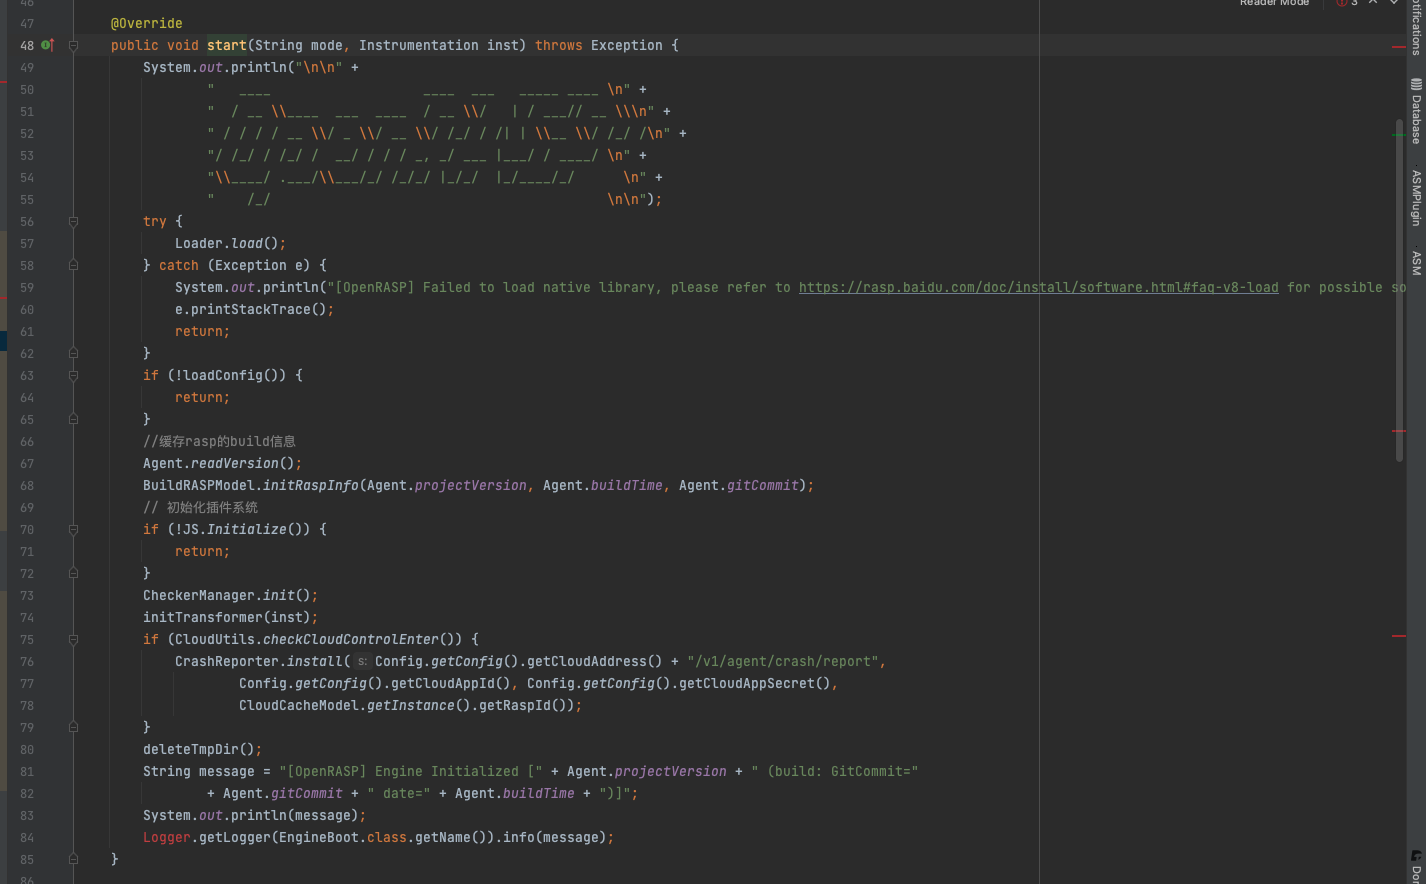 46
Reader Mode 3
47 @Override
48 public void start(String mode, Instrumentation inst) throws Exception {
49 System.out.println("\n\n" +
50 "   ____                   ____  ___   _____ ____ \n" +
51 "  / __ \\____  ___  ____  / __ \\/   | / ___// __ \\\n" +
52 " / / / / __ \\/ _ \\/ __ \\/ /_/ / /| | \\__ \\/ /_/ /\n" +
53 "/ /_/ / /_/ /  __/ / / / _, _/ ___ |___/ / ____/ \n" +
54 "\\____/ .___/\\___/_/ /_/_/ |_/_/  |_/____/_/      \n" +
55 "    /_/                                          \n\n");
56 try {
57 Loader.load();
58 } catch (Exception e) {
59 System.out.println("[OpenRASP] Failed to load native library, please refer to https://rasp.baidu.com/doc/install/software.html#faq-v8-load for possible so
60 e.printStackTrace();
61 return;
62 }
63 if (!loadConfig()) {
64 return;
65 }
66 //缓存rasp的build信息
67 Agent.readVersion();
68 BuildRASPModel.initRaspInfo(Agent.projectVersion, Agent.buildTime, Agent.gitCommit);
69 // 初始化插件系统
70 if (!JS.Initialize()) {
71 return;
72 }
73 CheckerManager.init();
74 initTransformer(inst);
75 if (CloudUtils.checkCloudControlEnter()) {
76 CrashReporter.install( s: Config.getConfig().getCloudAddress() + "/v1/agent/crash/report",
77 Config.getConfig().getCloudAppId(), Config.getConfig().getCloudAppSecret(),
78 CloudCacheModel.getInstance().getRaspId());
79 }
80 deleteTmpDir();
81 String message = "[OpenRASP] Engine Initialized [" + Agent.projectVersion + " (build: GitCommit="
82 + Agent.gitCommit + " date=" + Agent.buildTime + ")]";
83 System.out.println(message);
84 Logger.getLogger(EngineBoot.class.getName()).info(message);
85 }
86
otifications
Database
ASMPlugin
ASM